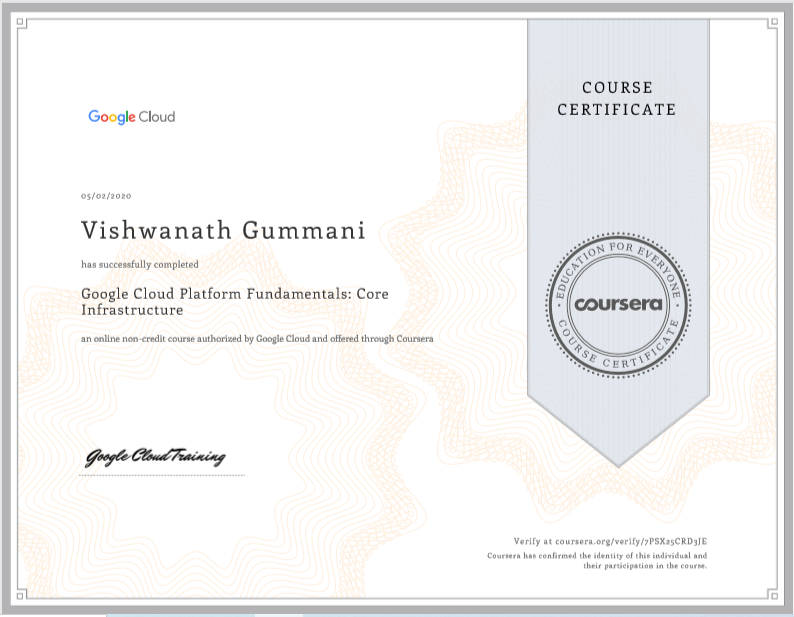 COURSE
CERTIFICATE
Google Cloud
05/02/2020
Vishwanath Gummani
has successfully completed
Google Cloud Platform Fundamentals: Core
Infrastructure
an online non-credit course authorized by Google Cloud and offered through Coursera
EDUCATION FOR EVERYONE
coursera
COURSE CERTIFICATE
Google Cloud Training
Verify at coursera.org/verify/7PSX25CRD3JE
Coursera has confirmed the identity of this individual and
their participation in the course.